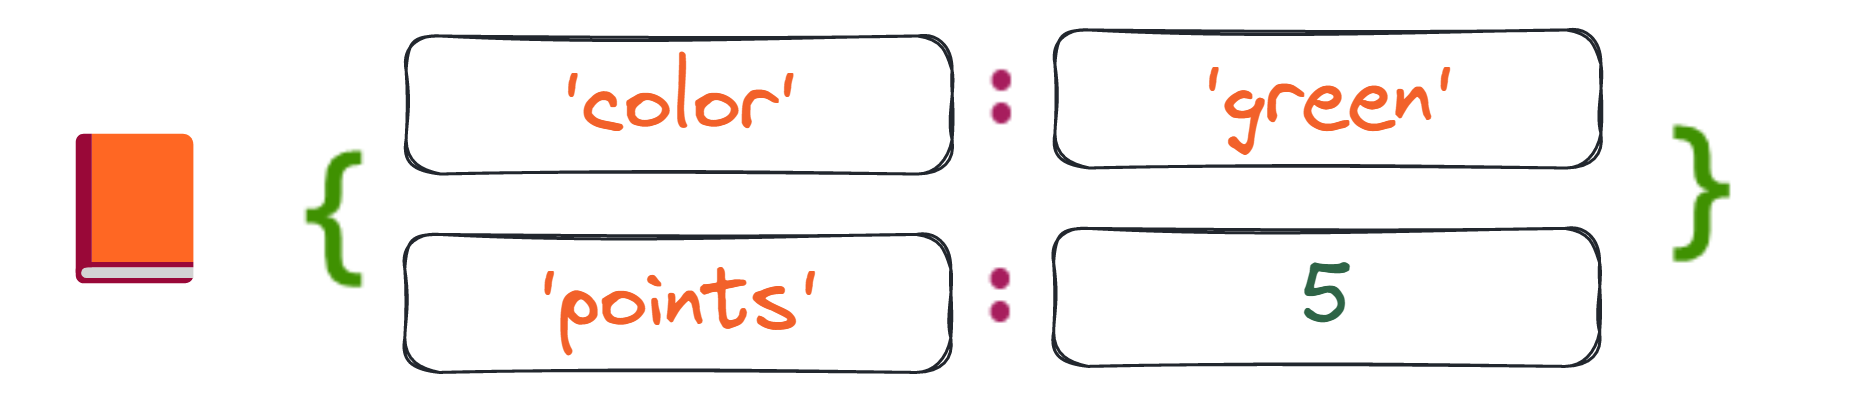 { 'color' : 'green' }
'points' : 5